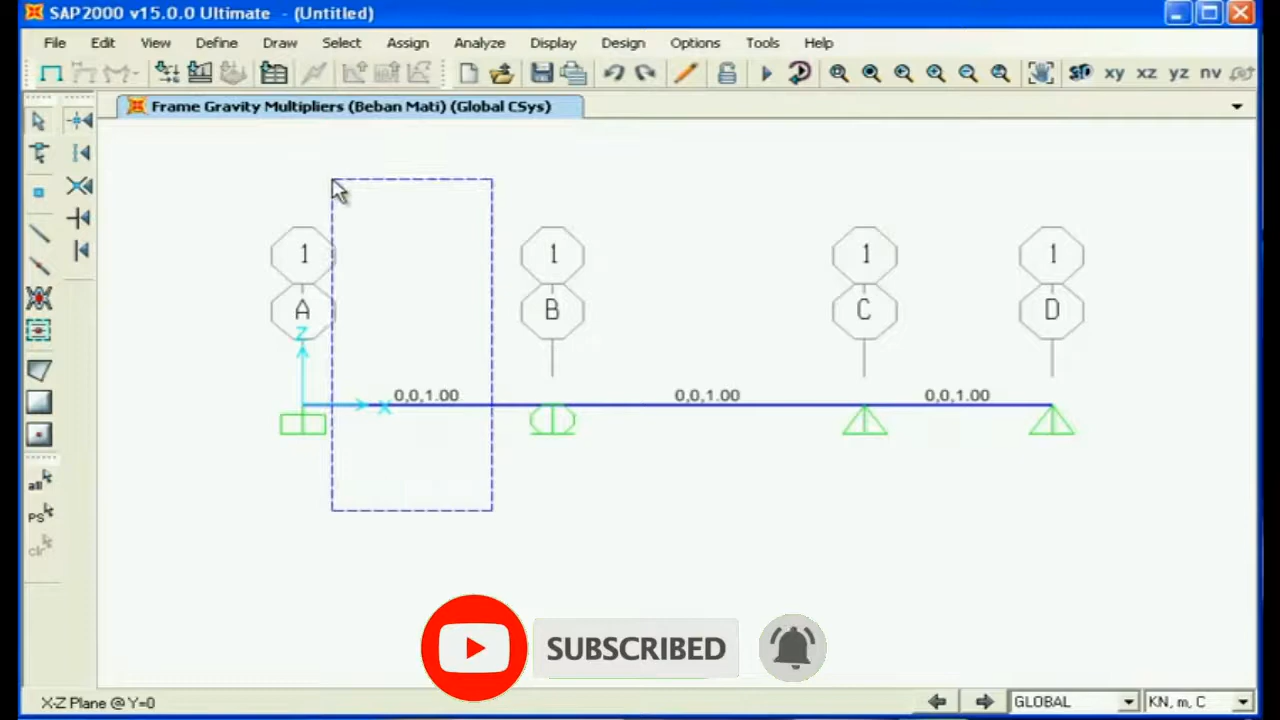 SAP2000 v15.0.0 Ultimate - (Untitled)
File Edit View Define Draw Select Assign Analyze Display Design Options Tools Help
3D xy xz yz nv
Frame Gravity Multipliers (Beban Mati) (Global CSys)
1 1 1 1
A B C D
Z
0,0,1.00 0,0,1.00 0,0,1.00
X
all
PS
clr
SUBSCRIBED
X-Z Plane @ Y=0 GLOBAL KN, m, C